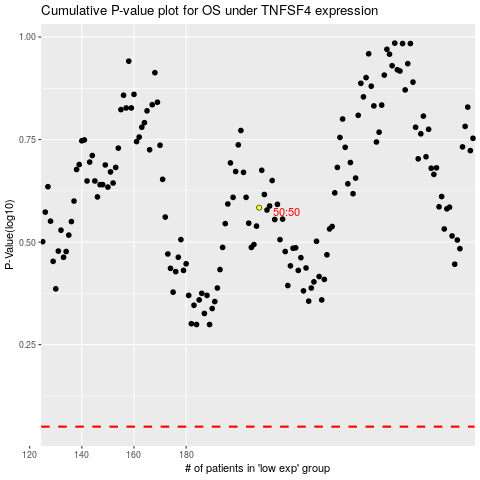 Cumulative P-value plot for OS under TNFSF4 expression
P-Value(log10)
1.00
0.75
0.50
0.25
50:50
120 140 160 180
# of patients in 'low exp' group